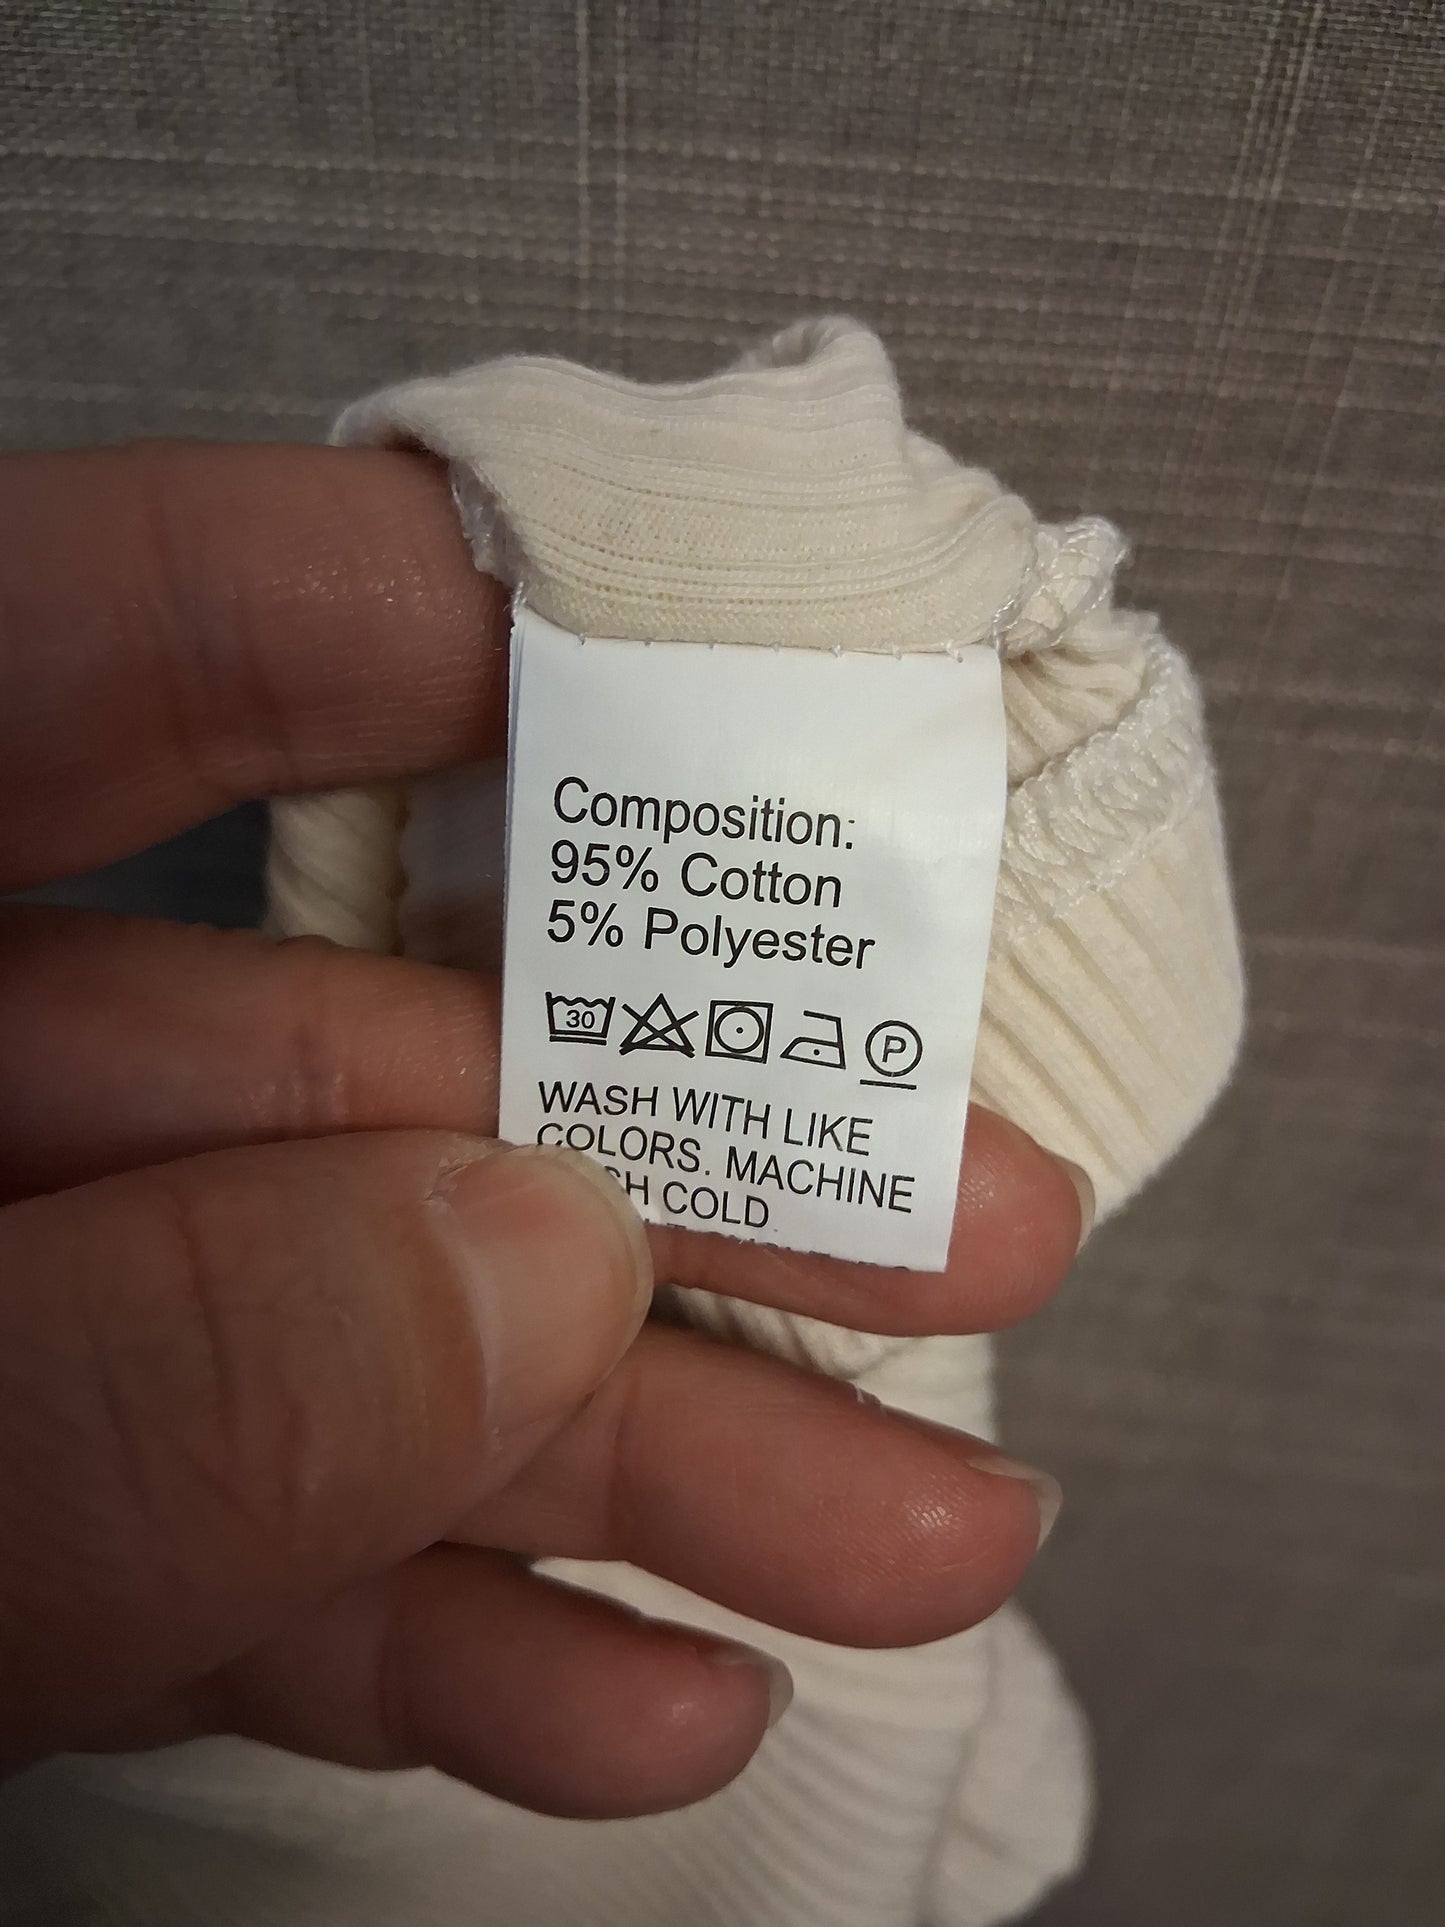 Composition:
95% Cotton
5% Polyester
30 P
WASH WITH LIKE
COLORS. MACHINE
COLD.